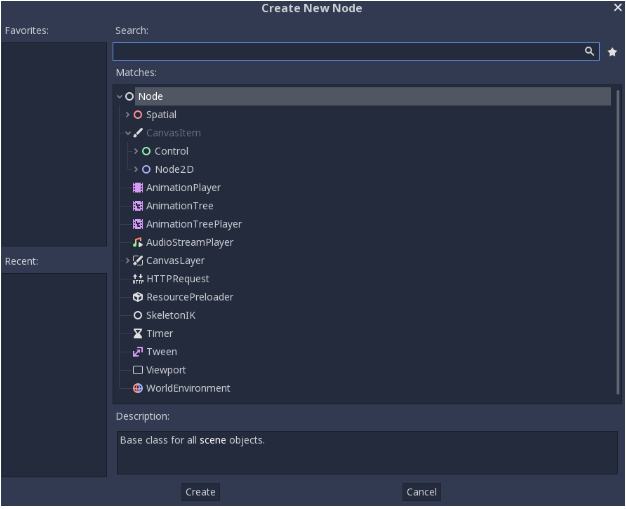 Create New Node
Favorites:
Search:
Matches:
Node
Spatial
CanvasItem
Control
Node2D
AnimationPlayer
AnimationTree
AnimationTreePlayer
AudioStreamPlayer
CanvasLayer
HTTPRequest
ResourcePreloader
SkeletonIK
Timer
Tween
Viewport
WorldEnvironment
Recent:
Description:
Base class for all scene objects.
Create
Cancel